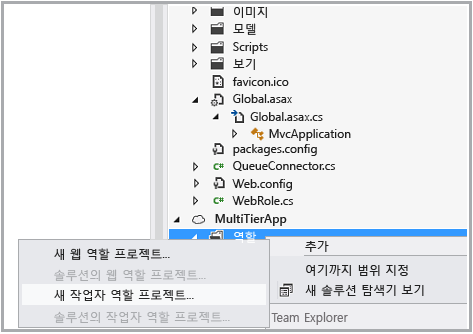 이미지
모델
Scripts
보기
favicon.ico
Global.asax
Global.asax.cs
MvcApplication
packages.config
QueueConnector.cs
Web.config
WebRole.cs
MultiTierApp
역할
추가
새 웹 역할 프로젝트...
솔루션의 웹 역할 프로젝트...
새 작업자 역할 프로젝트...
솔루션의 작업자 역할 프로젝트...
여기까지 범위 지정
새 솔루션 탐색기 보기
Team Explorer